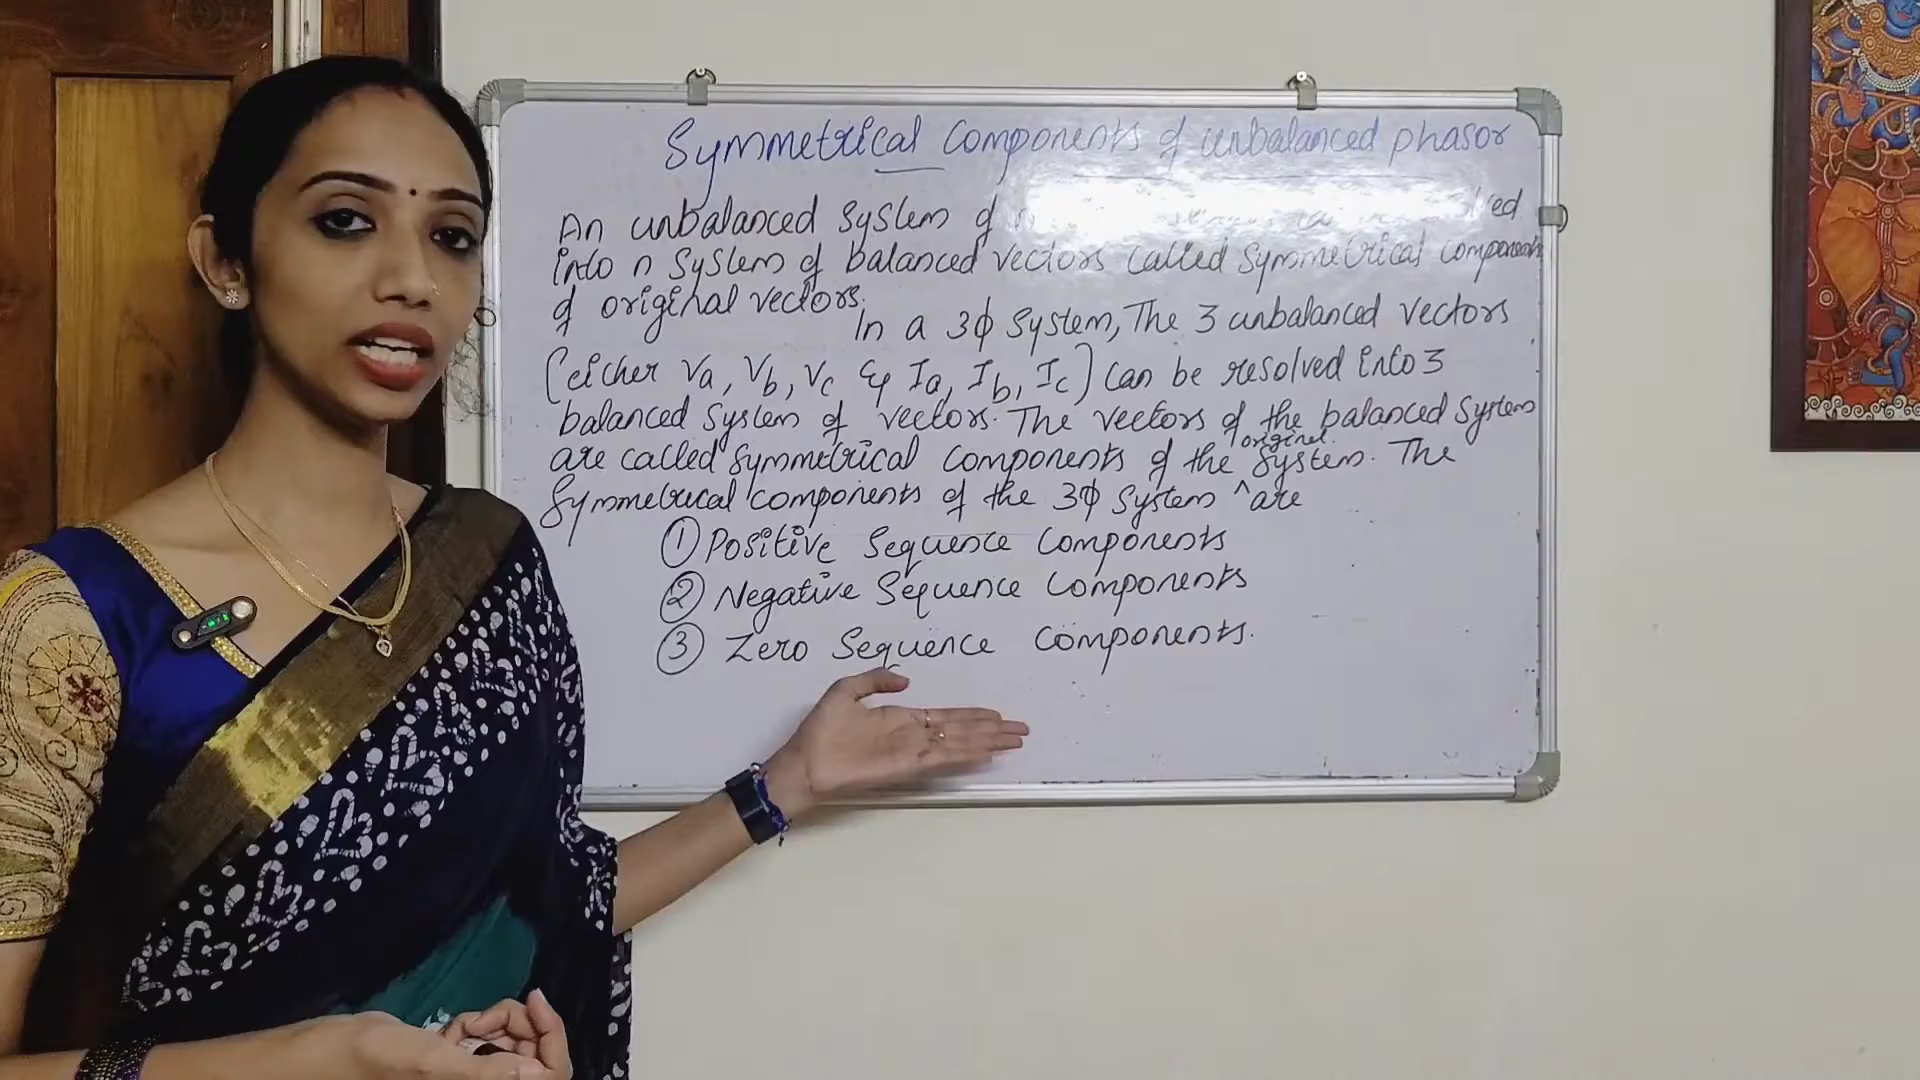 Symmetrical Components of unbalanced phasor
An unbalanced system of
into n system of balanced vectors called symmetrical components
of original vectors.
In a 3ϕ system, The 3 unbalanced vectors
(either Va, Vb, Vc & Ia, Ib, Ic) can be resolved into 3
balanced system of vectors. The vectors of the balanced system
are called symmetrical components of the system. The
original
symmetrical components of the 3ϕ system ^ are
① Positive Sequence Components
② Negative Sequence Components
③ Zero Sequence Components.